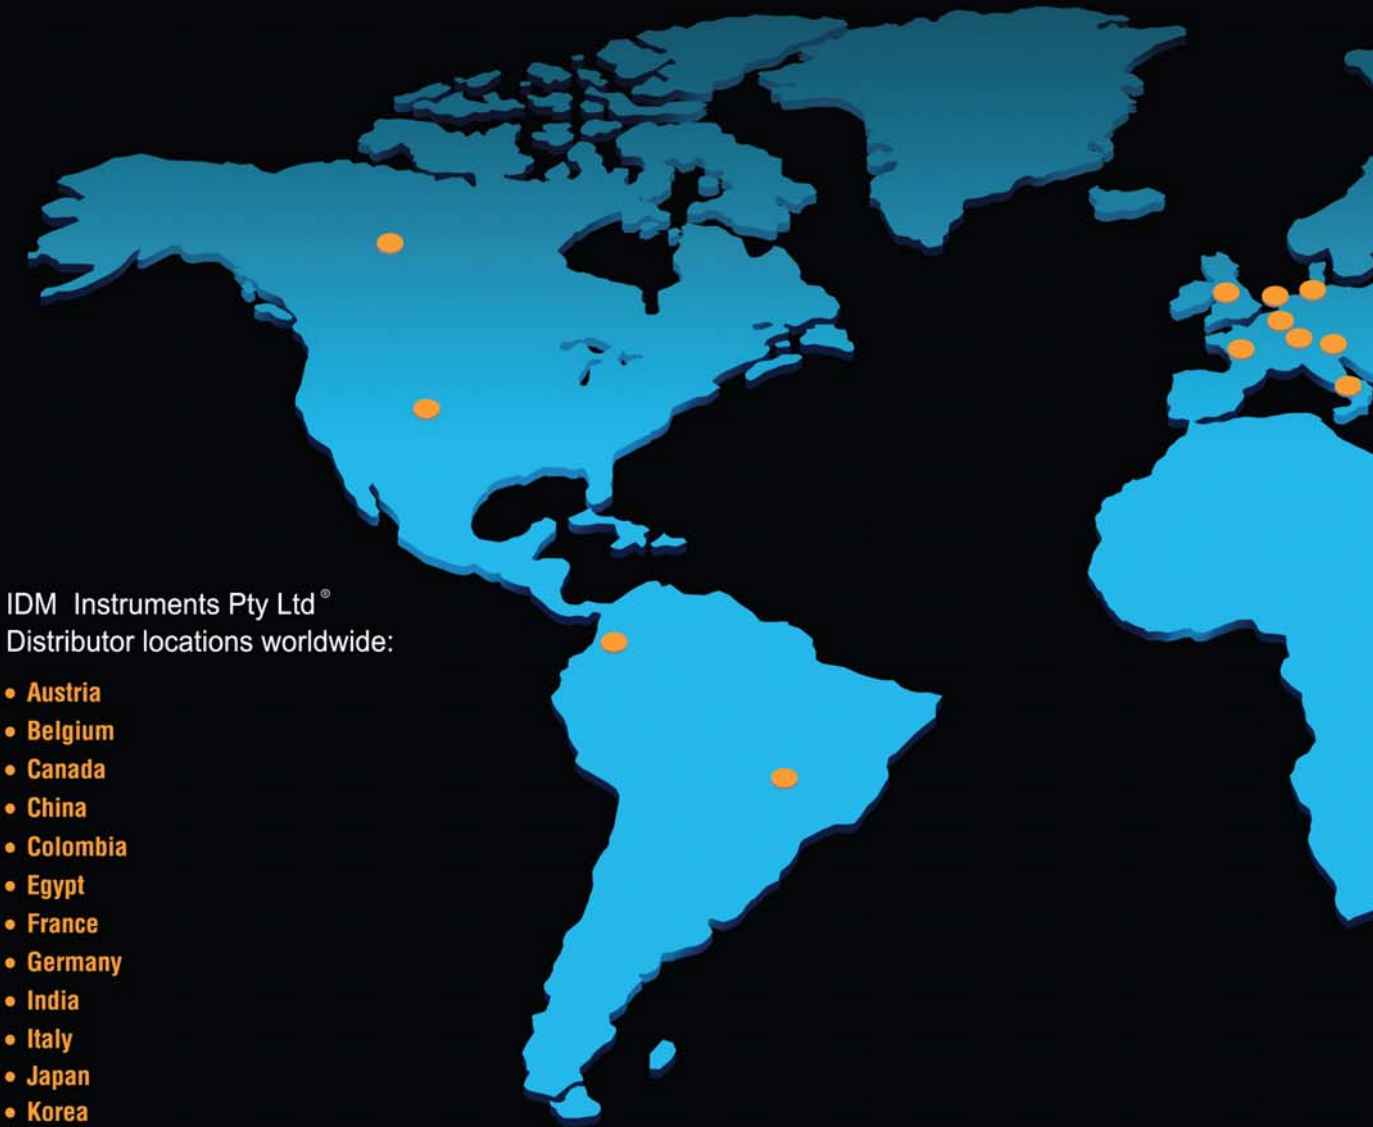 IDM Instruments Pty Ltd ®
Distributor locations worldwide:
• Austria
• Belgium
• Canada
• China
• Colombia
• Egypt
• France
• Germany
• India
• Italy
• Japan
• Korea